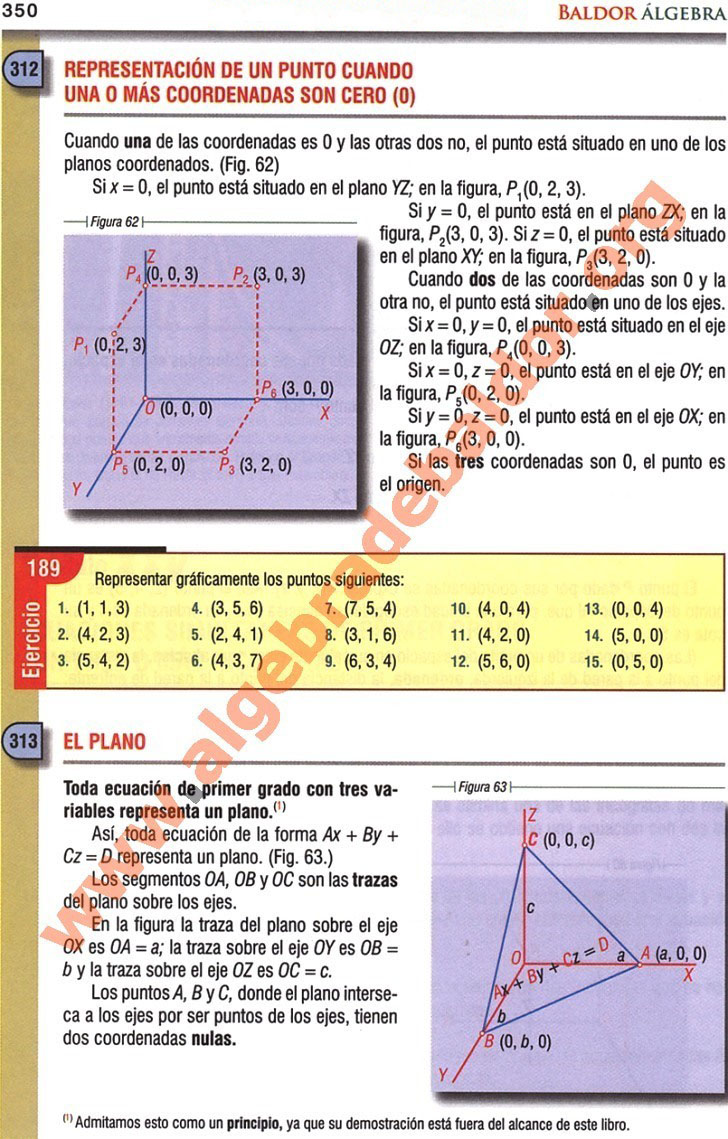 350
BALDOR ÁLGEBRA
312
REPRESENTACIÓN DE UN PUNTO CUANDO
UNA O MÁS COORDENADAS SON CERO (0)
Cuando una de las coordenadas es 0 y las otras dos no, el punto está situado en uno de los
planos coordenados. (Fig. 62)
Si x = 0, el punto está situado en el plano YZ; en la figura, P₁(0, 2, 3).
Si y = 0, el punto está en el plano ZX; en la
figura, P₂(3, 0, 3). Si z = 0, el punto está situado
en el plano XY; en la figura, P₃(3, 2, 0).
Cuando dos de las coordenadas son 0 y la
otra no, el punto está situado en uno de los ejes.
Si x = 0, y = 0, el punto está situado en el eje
OZ; en la figura, P₄(0, 0, 3).
Si x = 0, z = 0, el punto está en el eje OY; en
la figura, P₅(0, 2, 0).
Si y = 0, z = 0, el punto está en el eje OX; en
la figura, P₆(3, 0, 0).
Si las tres coordenadas son 0, el punto es
el origen.
Figura 62
Z
P₄ (0, 0, 3) P₂ (3, 0, 3)
P₁ (0, 2, 3)
P₆ (3, 0, 0)
O (0, 0, 0)
X
P₅ (0, 2, 0) P₃ (3, 2, 0)
Y
189
Ejercicio
Representar gráficamente los puntos siguientes:
1. (1, 1, 3) 4. (3, 5, 6) 7. (7, 5, 4) 10. (4, 0, 4) 13. (0, 0, 4)
2. (4, 2, 3) 5. (2, 4, 1) 8. (3, 1, 6) 11. (4, 2, 0) 14. (5, 0, 0)
3. (5, 4, 2) 6. (4, 3, 7) 9. (6, 3, 4) 12. (5, 6, 0) 15. (0, 5, 0)
313
EL PLANO
Toda ecuación de primer grado con tres va-
riables representa un plano.⁽¹⁾
Así, toda ecuación de la forma Ax + By +
Cz = D representa un plano. (Fig. 63.)
Los segmentos OA, OB y OC son las trazas
del plano sobre los ejes.
En la figura la traza del plano sobre el eje
OX es OA = a; la traza sobre el eje OY es OB =
b y la traza sobre el eje OZ es OC = c.
Los puntos A, B y C, donde el plano interse-
ca a los ejes por ser puntos de los ejes, tienen
dos coordenadas nulas.
Figura 63
Z
C (0, 0, c)
c
O
a
A (a, 0, 0)
X
Ax + By + Cz = D
b
B (0, b, 0)
Y
⁽¹⁾ Admitamos esto como un principio, ya que su demostración está fuera del alcance de este libro.
www.algebradebaldor.org